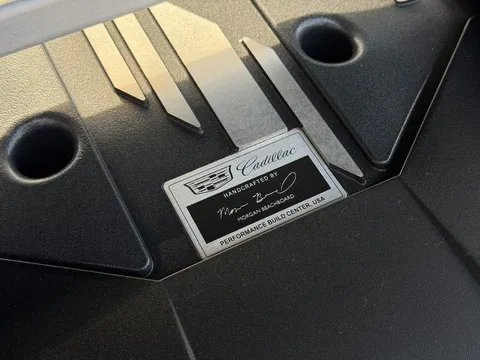 Cadillac
HANDCRAFTED BY
MORGAN BEACHBOARD
PERFORMANCE BUILD CENTER, USA